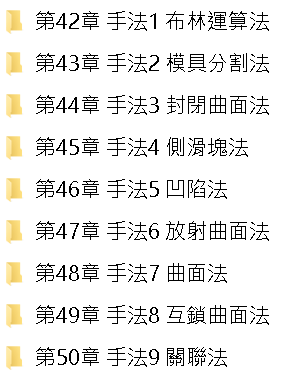 第42章 手法1 布林運算法
第43章 手法2 模具分割法
第44章 手法3 封閉曲面法
第45章 手法4 側滑塊法
第46章 手法5 凹陷法
第47章 手法6 放射曲面法
第48章 手法7 曲面法
第49章 手法8 互鎖曲面法
第50章 手法9 關聯法